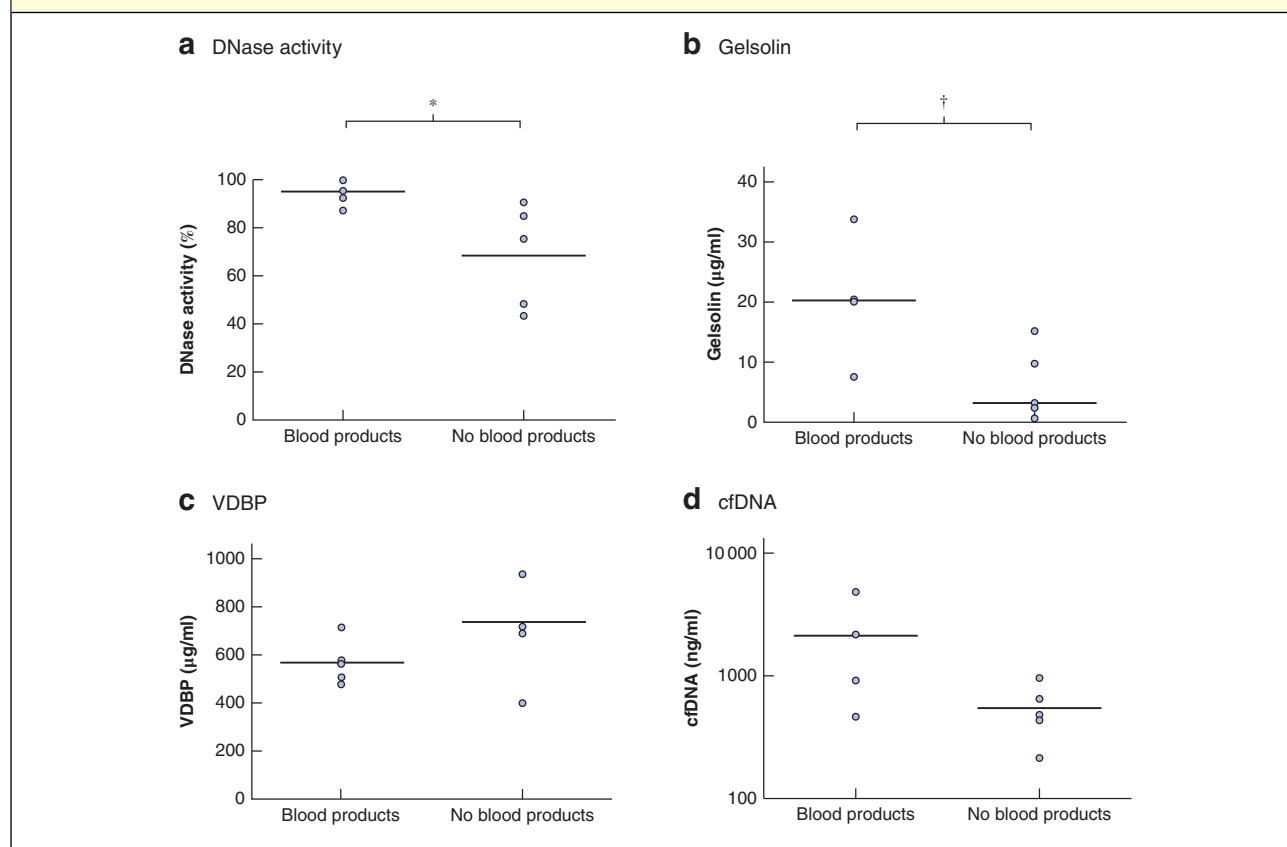 a DNase activity
*
DNase activity (%)
100
80
60
40
20
0
Blood products
No blood products
b Gelsolin
†
Gelsolin (µg/ml)
40
30
20
10
0
Blood products
No blood products
c VDBP
VDBP (µg/ml)
1000
800
600
400
200
0
Blood products
No blood products
d cfDNA
cfDNA (ng/ml)
10 000
1000
100
Blood products
No blood products